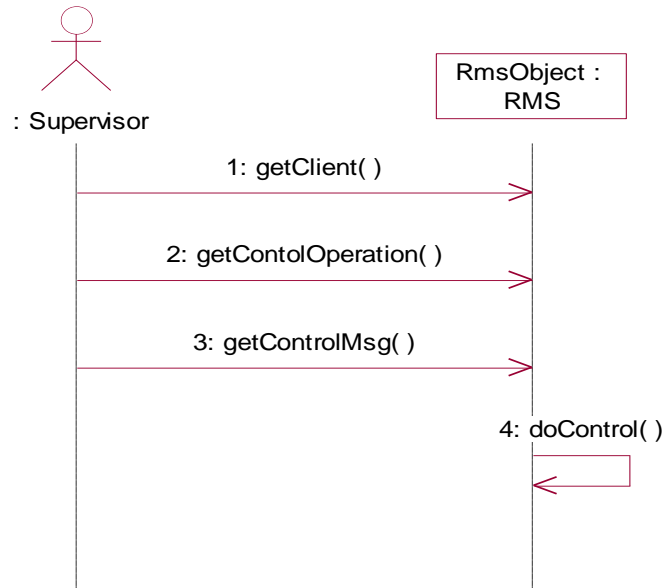 : Supervisor
RmsObject :
RMS
1: getClient( )
2: getContolOperation( )
3: getControlMsg( )
4: doControl( )